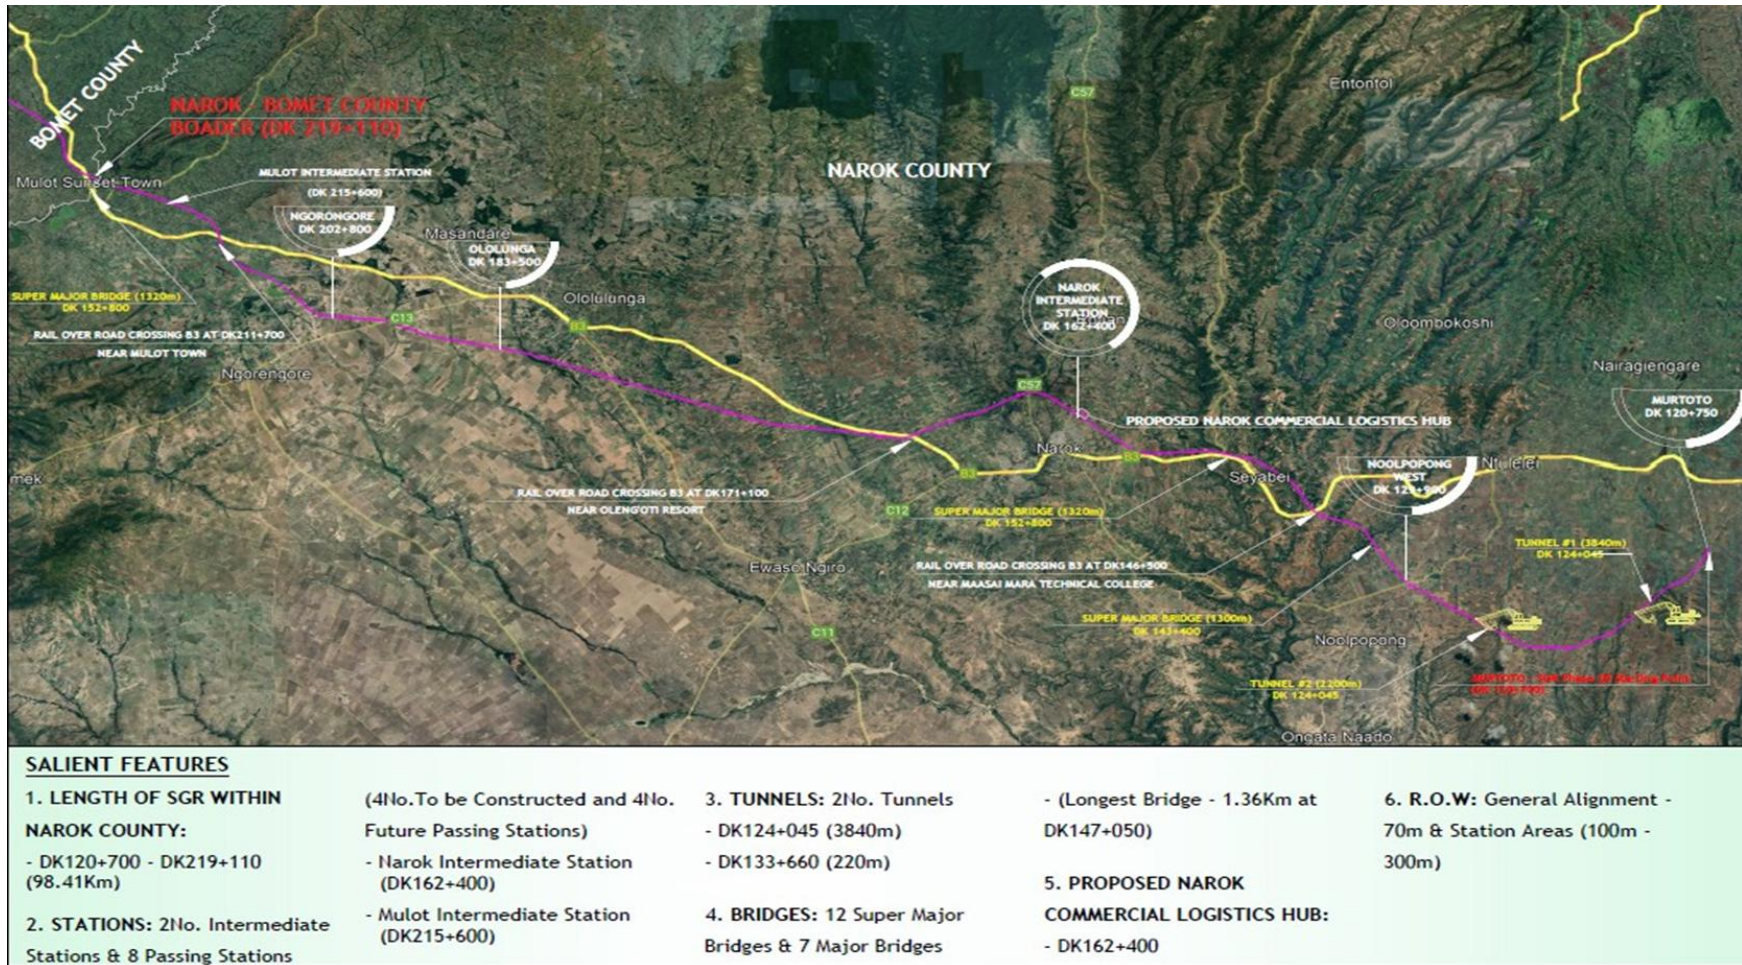 BOMET COUNTY
NAROK - BOMET COUNTY
BOADER (DK 219+110)
Mulot Sunset Town
MULOT INTERMEDIATE STATION
(DK 215+600)
NGORONGORE
DK 202+800
Masandare
OLOLUNGA
DK 183+500
Ololulunga
NAROK COUNTY
C57
Entontol
NAROK
INTERMEDIATE
STATION
DK 162+400
Oloombokoshi
Nairagiengare
MURTOTO
DK 120+750
SUPER MAJOR BRIDGE (1320m)
DK 152+800
RAIL OVER ROAD CROSSING B3 AT DK211+700
NEAR MULOT TOWN
C13
B3
Ngorengore
C57
PROPOSED NAROK COMMERCIAL LOGISTICS HUB
Narok
B3
B3
Seyabei
NOOLPOPONG
WEST
Ntulelei
mek
RAIL OVER ROAD CROSSING B3 AT DK171+100
NEAR OLENG'OTI RESORT
C12
SUPER MAJOR BRIDGE (1320m)
DK 152+800
TUNNEL #1 (3840m)
DK 124+045
Ewaso Ngiro
RAIL OVER ROAD CROSSING B3 AT DK146+500
NEAR MAASAI MARA TECHNICAL COLLEGE
C11
SUPER MAJOR BRIDGE (1300m)
DK 143+400
Noolpopong
TUNNEL #2 (2200m)
DK 124+045
MURTOTO
Ongata Naado
SALIENT FEATURES
1. LENGTH OF SGR WITHIN
NAROK COUNTY:
- DK120+700 - DK219+110
(98.41Km)
2. STATIONS: 2No. Intermediate
Stations & 8 Passing Stations
(4No.To be Constructed and 4No.
Future Passing Stations)
- Narok Intermediate Station
(DK162+400)
- Mulot Intermediate Station
(DK215+600)
3. TUNNELS: 2No. Tunnels
- DK124+045 (3840m)
- DK133+660 (220m)
4. BRIDGES: 12 Super Major
Bridges & 7 Major Bridges
- (Longest Bridge - 1.36Km at
DK147+050)
5. PROPOSED NAROK
COMMERCIAL LOGISTICS HUB:
- DK162+400
6. R.O.W: General Alignment -
70m & Station Areas (100m -
300m)